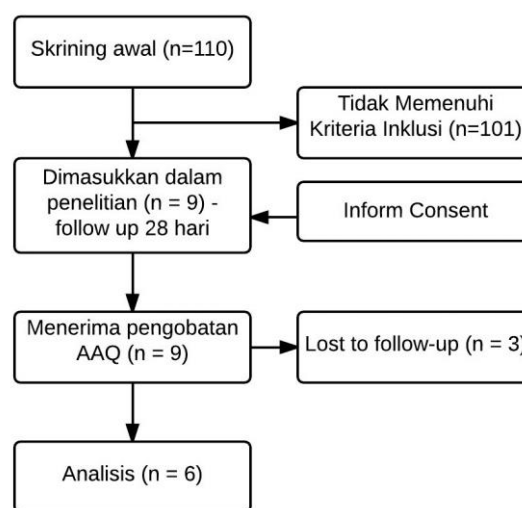 Skrining awal (n=110)
Tidak Memenuhi
Kriteria Inklusi (n=101)
Dimasukkan dalam
penelitian (n = 9) -
follow up 28 hari
Inform Consent
Menerima pengobatan
AAQ (n = 9)
Lost to follow-up (n = 3)
Analisis (n = 6)